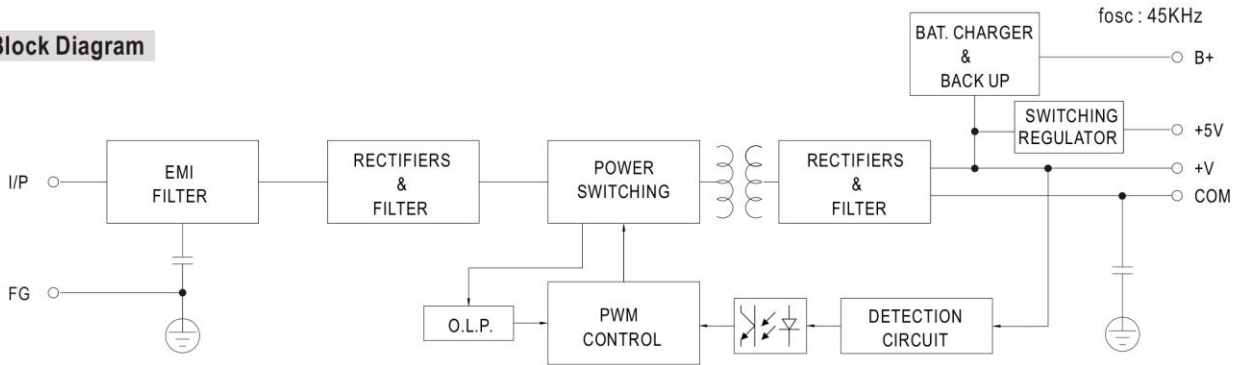 Block Diagram
fosc : 45KHz
BAT. CHARGER
&
BACK UP
B+
SWITCHING
REGULATOR
+5V
I/P
EMI
FILTER
RECTIFIERS
&
FILTER
POWER
SWITCHING
RECTIFIERS
&
FILTER
+V
COM
FG
O.L.P.
PWM
CONTROL
DETECTION
CIRCUIT